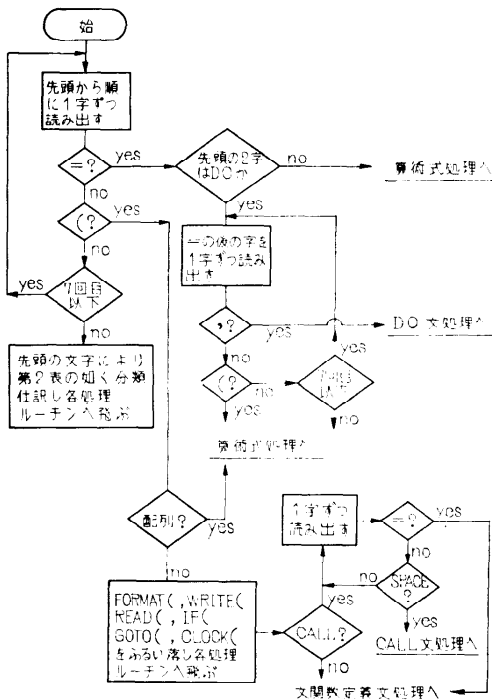 始
先頭から順
に1字ずつ
読み出す
=?
yes
先頭の2字
はDOか
no
算術式処理へ
no
yes
(?
yes
=の後の字を
1字ずつ読み
出す
no
yes
7回目
以下
,?
yes
DO 文処理へ
no
no
yes
先頭の文字により
第2表の如く分類
仕訳し各処理
ルーチンへ飛ぶ
(?
no
以下
yes
no
算術式処理へ
配列?
yes
1字ずつ
読み出す
=?
yes
no
no
no
SPACE
?
FORMAT( , WRITE(
READ( , IF(
GOTO( , CLOCK(
をふるい落し各処理
ルーチンへ飛ぶ
yes
CALL?
yes
CALL 文処理へ
no
文関数定義文処理へ